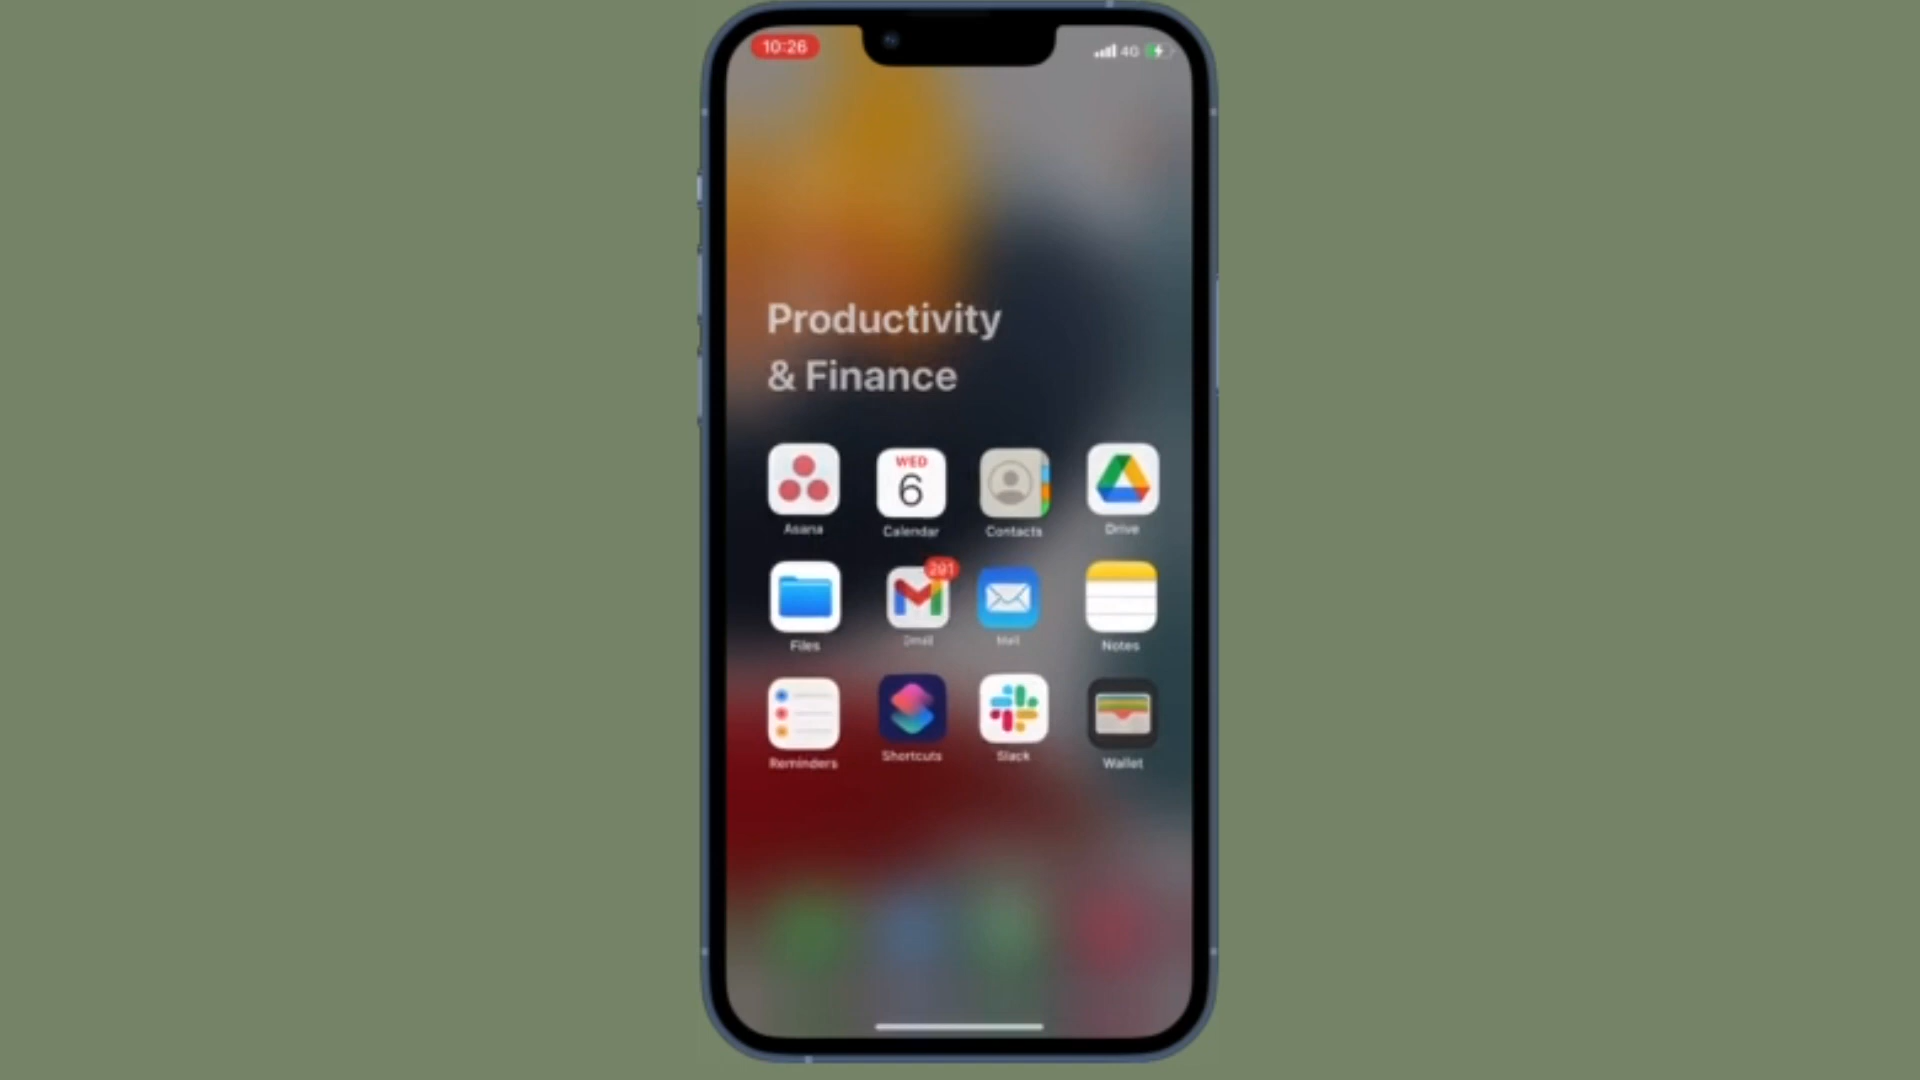 10:26
4G
Productivity
& Finance
WED
6
Asana
Calendar
Contacts
Drive
291
Files
Gmail
Mail
Notes
Reminders
Shortcuts
Slack
Wallet